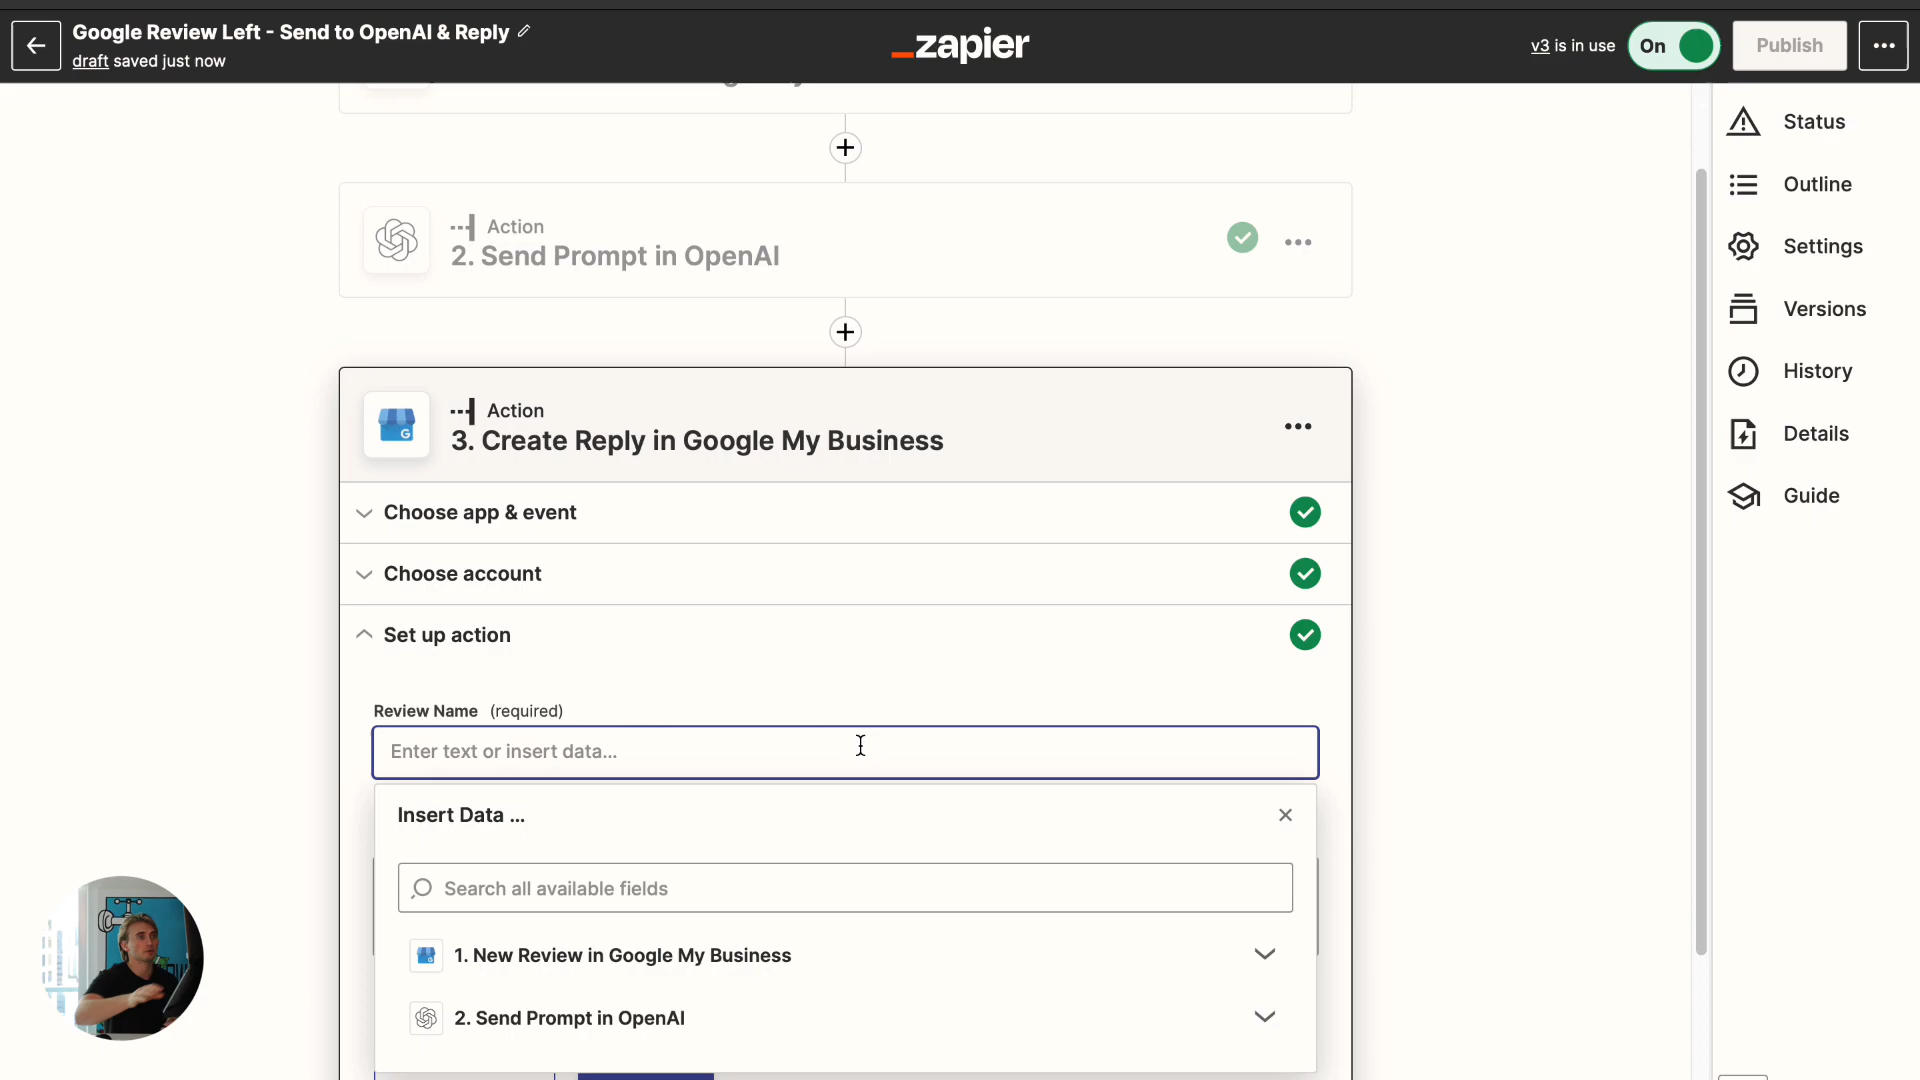 Google Review Left - Send to OpenAI & Reply
draft saved just now
zapier
v3 is in use
On
Publish
Status
Outline
Settings
Versions
History
Details
Guide
Action
2. Send Prompt in OpenAI
Action
3. Create Reply in Google My Business
Choose app & event
Choose account
Set up action
Review Name (required)
Enter text or insert data...
Insert Data ...
Search all available fields
1. New Review in Google My Business
2. Send Prompt in OpenAI